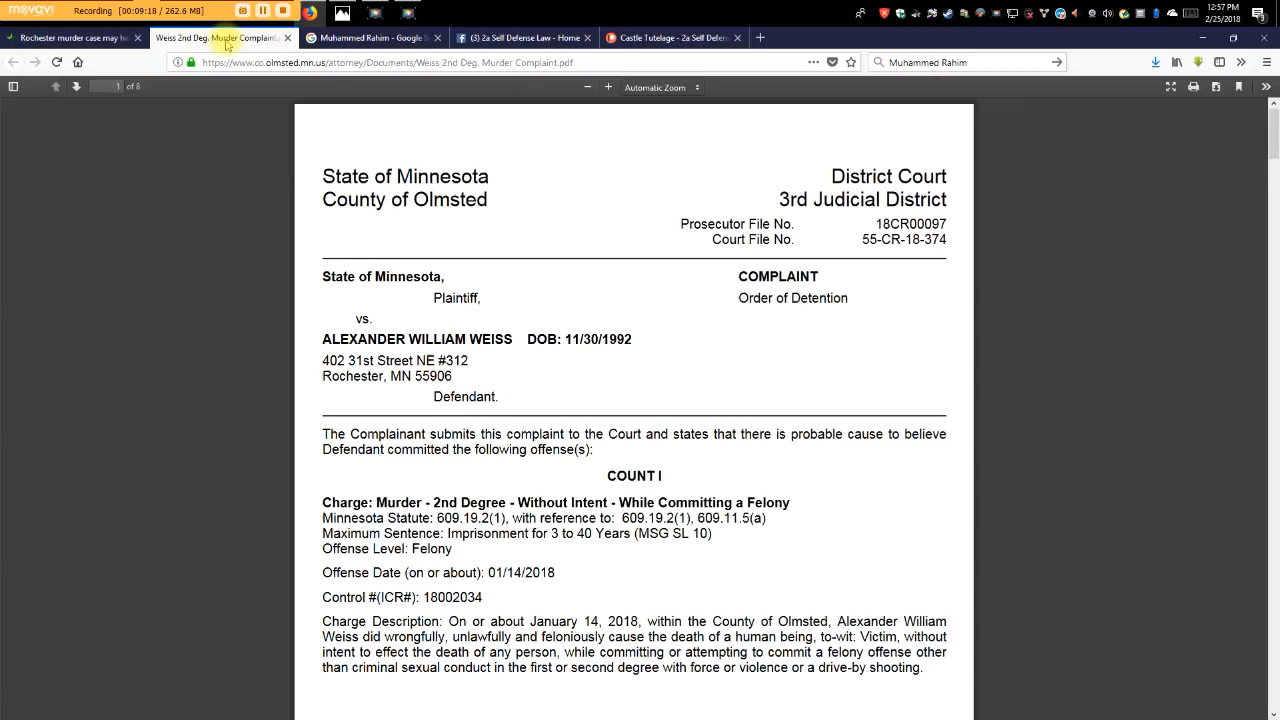 movavi Recording [00:09:18 / 262.6 MB] 12:57 PM
2/25/2018
Rochester murder case may ha
Weiss 2nd Deg. Murder Complaint.
Muhammed Rahim - Google S
(3) 2a Self Defense Law - Home
Castle Tutelage - 2a Self Defen
https://www.co.olmsted.mn.us/attorney/Documents/Weiss 2nd Deg. Murder Complaint.pdf
Muhammed Rahim
1 of 8
Automatic Zoom
State of Minnesota District Court
County of Olmsted 3rd Judicial District
Prosecutor File No. 18CR00097
Court File No. 55-CR-18-374
State of Minnesota, COMPLAINT
Plaintiff, Order of Detention
vs.
ALEXANDER WILLIAM WEISS DOB: 11/30/1992
402 31st Street NE #312
Rochester, MN 55906
Defendant.
The Complainant submits this complaint to the Court and states that there is probable cause to believe
Defendant committed the following offense(s):
COUNT I
Charge: Murder - 2nd Degree - Without Intent - While Committing a Felony
Minnesota Statute: 609.19.2(1), with reference to: 609.19.2(1), 609.11.5(a)
Maximum Sentence: Imprisonment for 3 to 40 Years (MSG SL 10)
Offense Level: Felony
Offense Date (on or about): 01/14/2018
Control #(ICR#): 18002034
Charge Description: On or about January 14, 2018, within the County of Olmsted, Alexander William
Weiss did wrongfully, unlawfully and feloniously cause the death of a human being, to-wit: Victim, without
intent to effect the death of any person, while committing or attempting to commit a felony offense other
than criminal sexual conduct in the first or second degree with force or violence or a drive-by shooting.